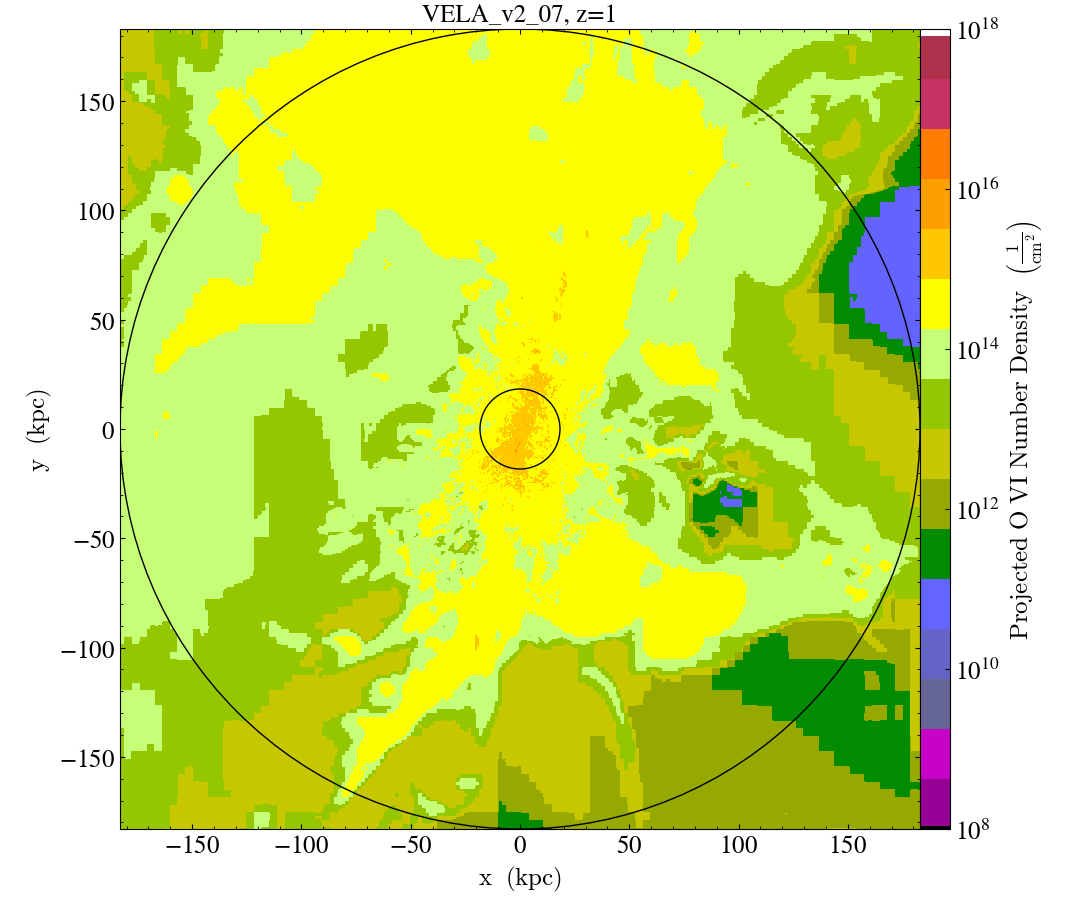 VELA_v2_07, z=1
150
100
50
0
−50
−100
−150
y (kpc)
−150 −100 −50 0 50 100 150
x (kpc)
10^18
10^16
10^14
10^12
10^10
10^8
Projected O VI Number Density (1/cm^2)